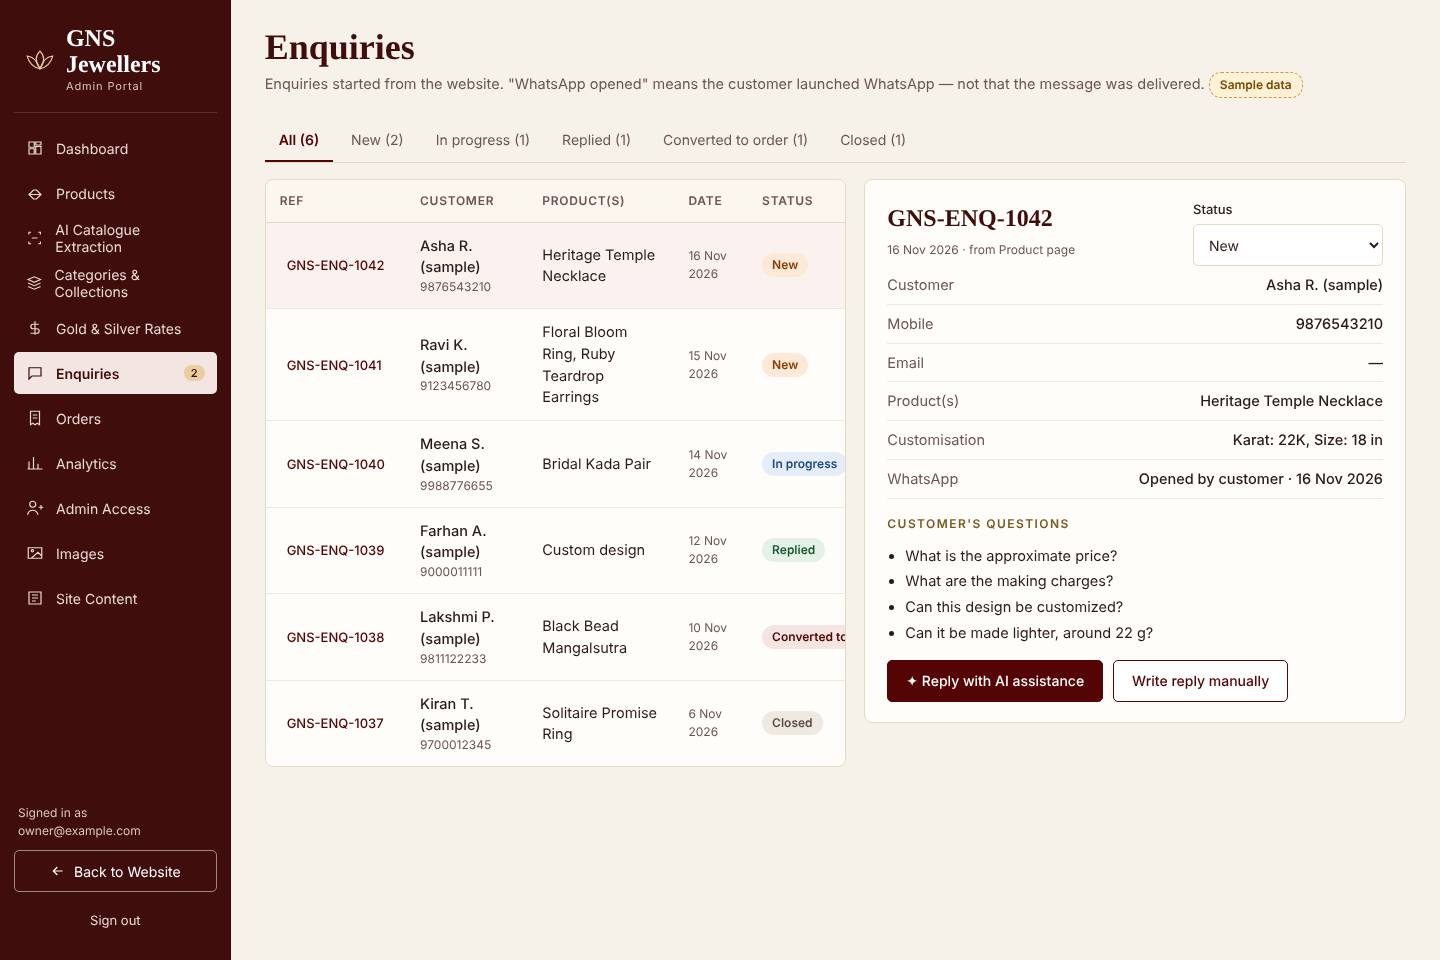 GNS
Jewellers
Admin Portal
Dashboard
Products
AI Catalogue
Extraction
Categories &
Collections
Gold & Silver Rates
Enquiries 2
Orders
Analytics
Admin Access
Images
Site Content
Signed in as
owner@example.com
← Back to Website
Sign out
Enquiries
Enquiries started from the website. "WhatsApp opened" means the customer launched WhatsApp — not that the message was delivered. Sample data
All (6) New (2) In progress (1) Replied (1) Converted to order (1) Closed (1)
REF CUSTOMER PRODUCT(S) DATE STATUS
GNS-ENQ-1042
Asha R.
(sample)
9876543210
Heritage Temple
Necklace
16 Nov
2026
New
GNS-ENQ-1041
Ravi K.
(sample)
9123456780
Floral Bloom
Ring, Ruby
Teardrop
Earrings
15 Nov
2026
New
GNS-ENQ-1040
Meena S.
(sample)
9988776655
Bridal Kada Pair
14 Nov
2026
In progress
GNS-ENQ-1039
Farhan A.
(sample)
9000011111
Custom design
12 Nov
2026
Replied
GNS-ENQ-1038
Lakshmi P.
(sample)
9811122233
Black Bead
Mangalsutra
10 Nov
2026
Converted to
GNS-ENQ-1037
Kiran T.
(sample)
9700012345
Solitaire Promise
Ring
6 Nov
2026
Closed
GNS-ENQ-1042
16 Nov 2026 · from Product page
Status
New
Customer Asha R. (sample)
Mobile 9876543210
Email —
Product(s) Heritage Temple Necklace
Customisation Karat: 22K, Size: 18 in
WhatsApp Opened by customer · 16 Nov 2026
CUSTOMER'S QUESTIONS
• What is the approximate price?
• What are the making charges?
• Can this design be customized?
• Can it be made lighter, around 22 g?
✦ Reply with AI assistance
Write reply manually